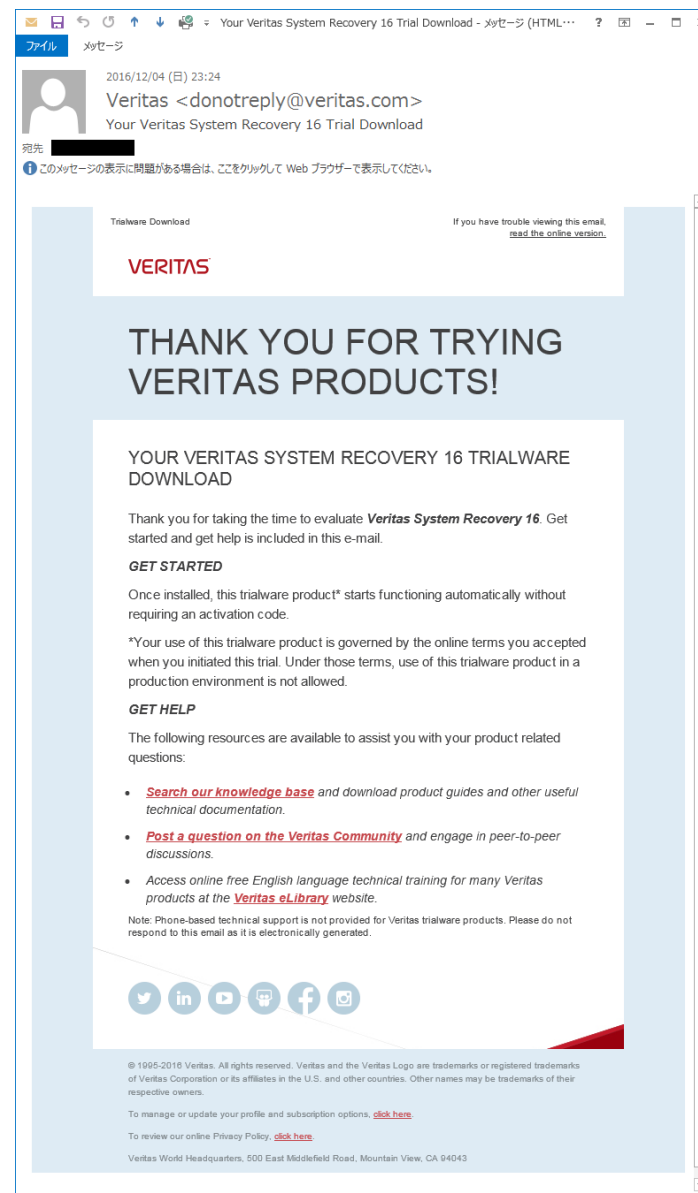 Your Veritas System Recovery 16 Trial Download - メッセージ (HTML… ?
ファイル メッセージ
2016/12/04 (日) 23:24
Veritas <donotreply@veritas.com>
Your Veritas System Recovery 16 Trial Download
宛先
このメッセージの表示に問題がある場合は、ここをクリックして Web ブラウザーで表示してください。
Trialware Download
If you have trouble viewing this email,
read the online version.
VERITAS
THANK YOU FOR TRYING
VERITAS PRODUCTS!
YOUR VERITAS SYSTEM RECOVERY 16 TRIALWARE
DOWNLOAD
Thank you for taking the time to evaluate Veritas System Recovery 16. Get
started and get help is included in this e-mail.
GET STARTED
Once installed, this trialware product* starts functioning automatically without
requiring an activation code.
*Your use of this trialware product is governed by the online terms you accepted
when you initiated this trial. Under those terms, use of this trialware product in a
production environment is not allowed.
GET HELP
The following resources are available to assist you with your product related
questions:
• Search our knowledge base and download product guides and other useful
technical documentation.
• Post a question on the Veritas Community and engage in peer-to-peer
discussions.
• Access online free English language technical training for many Veritas
products at the Veritas eLibrary website.
Note: Phone-based technical support is not provided for Veritas trialware products. Please do not
respond to this email as it is electronically generated.
© 1995-2016 Veritas. All rights reserved. Veritas and the Veritas Logo are trademarks or registered trademarks
of Veritas Corporation or its affiliates in the U.S. and other countries. Other names may be trademarks of their
respective owners.
To manage or update your profile and subscription options, click here.
To review our online Privacy Policy, click here.
Veritas World Headquarters, 500 East Middlefield Road, Mountain View, CA 94043